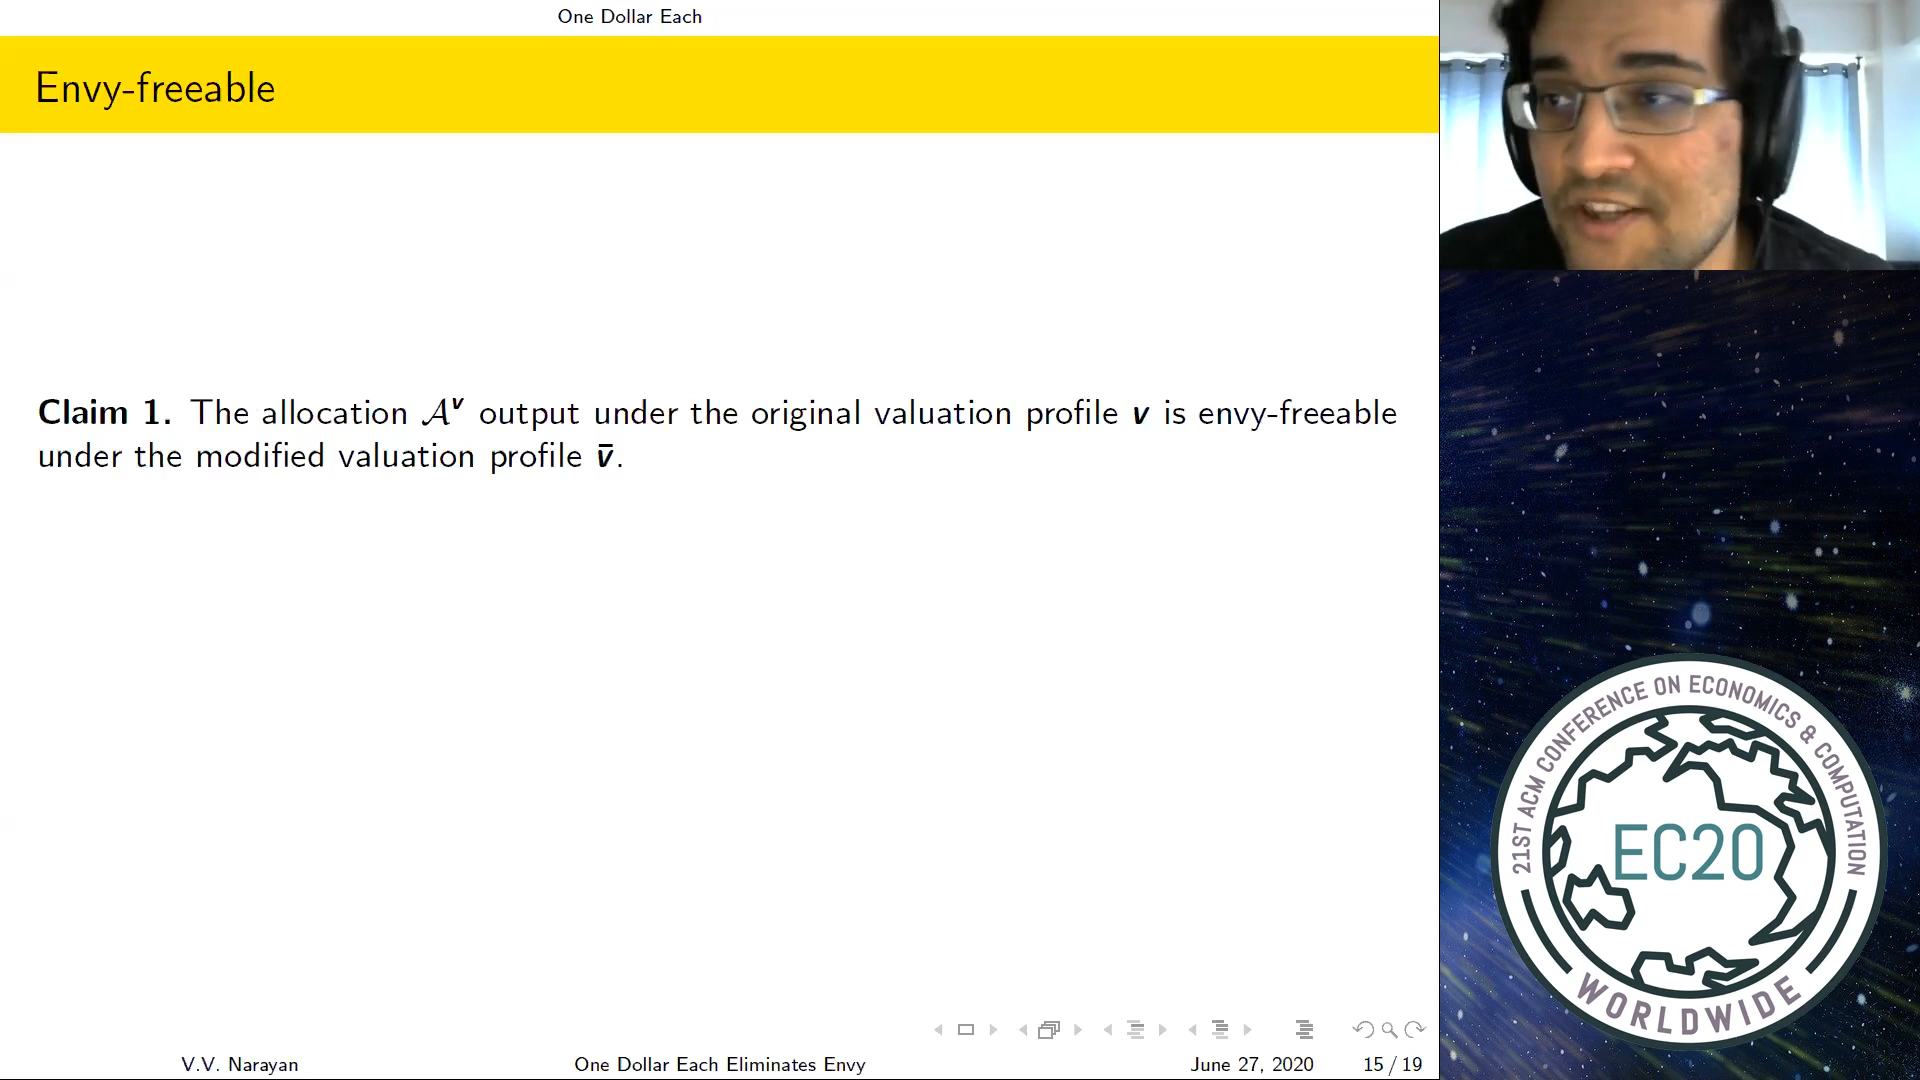 One Dollar Each
Envy-freeable
Claim 1. The allocation 𝒜ᵛ output under the original valuation profile v is envy-freeable
under the modified valuation profile v̄.
21ST ACM CONFERENCE ON ECONOMICS & COMPUTATION
EC20
WORLDWIDE
V.V. Narayan
One Dollar Each Eliminates Envy
June 27, 2020
15 / 19